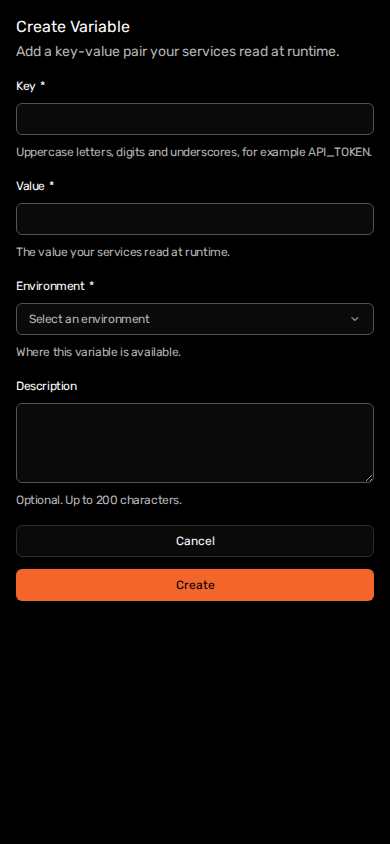 Create Variable
Add a key-value pair your services read at runtime.
Key *
Uppercase letters, digits and underscores, for example API_TOKEN.
Value *
The value your services read at runtime.
Environment *
Select an environment
Where this variable is available.
Description
Optional. Up to 200 characters.
Cancel
Create